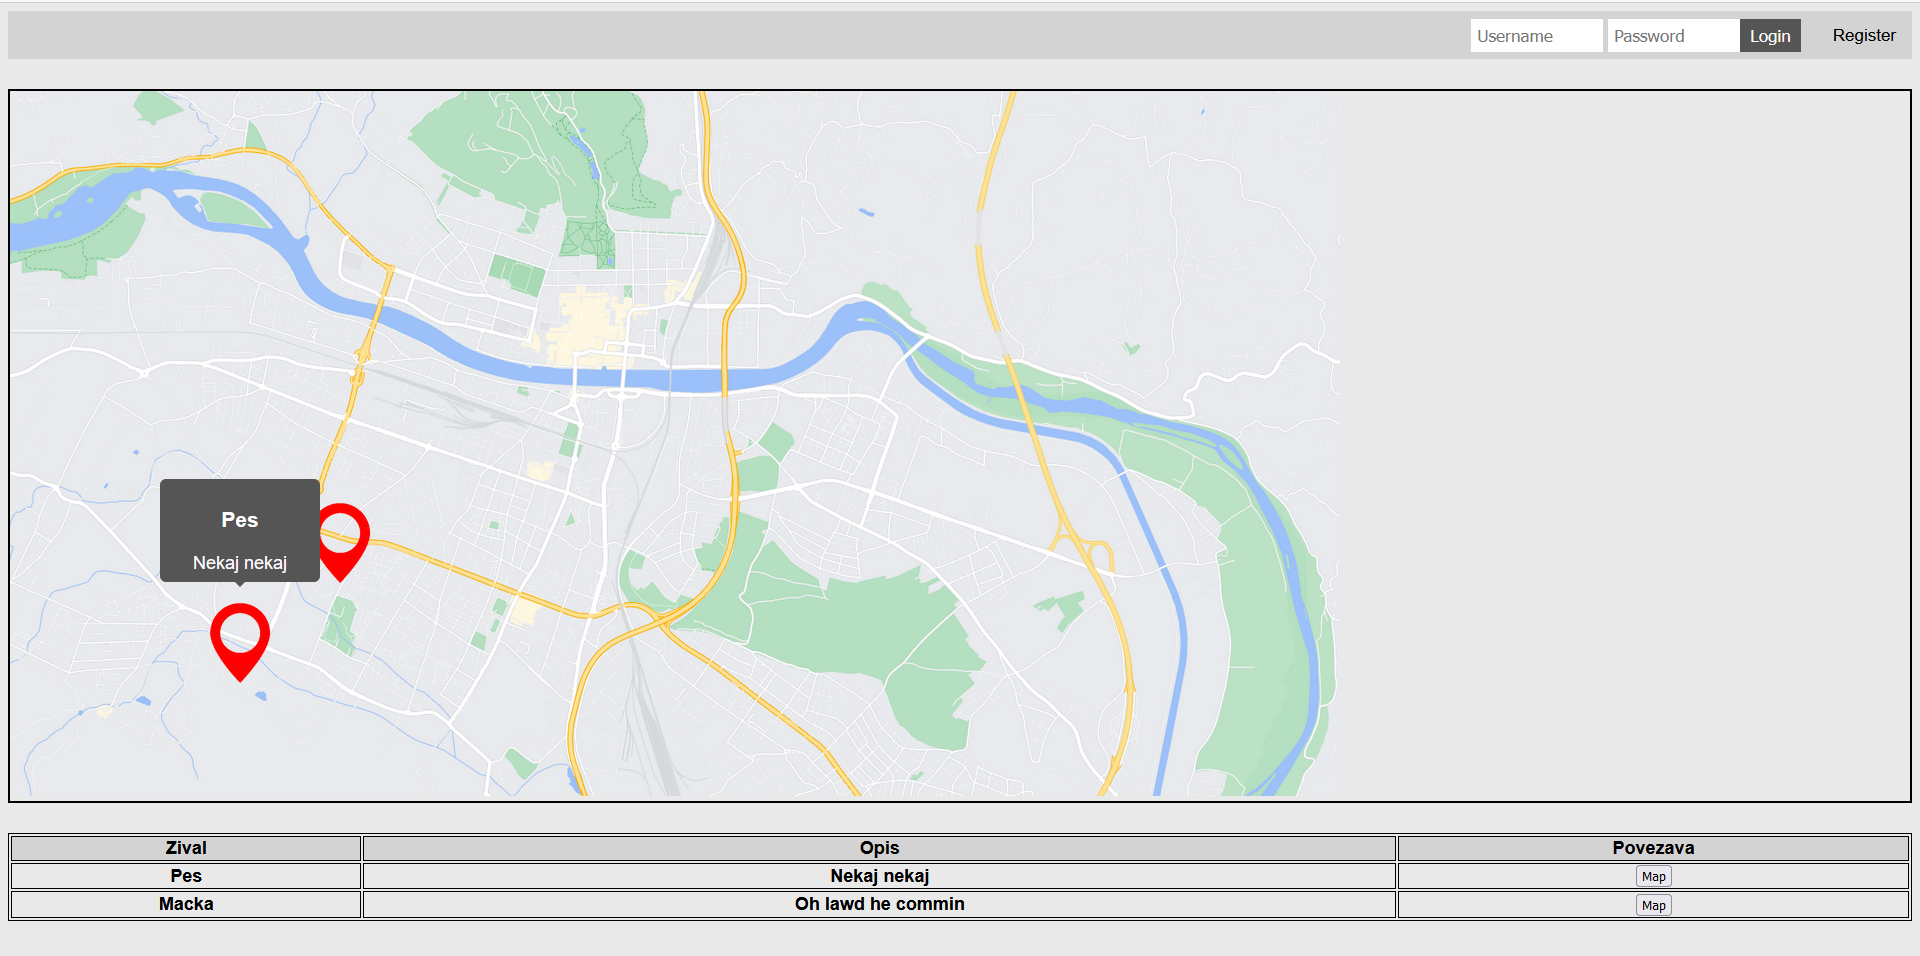 Username Password Login Register
Pes
Nekaj nekaj
Zival Opis Povezava
Pes Nekaj nekaj Map
Macka Oh lawd he commin Map